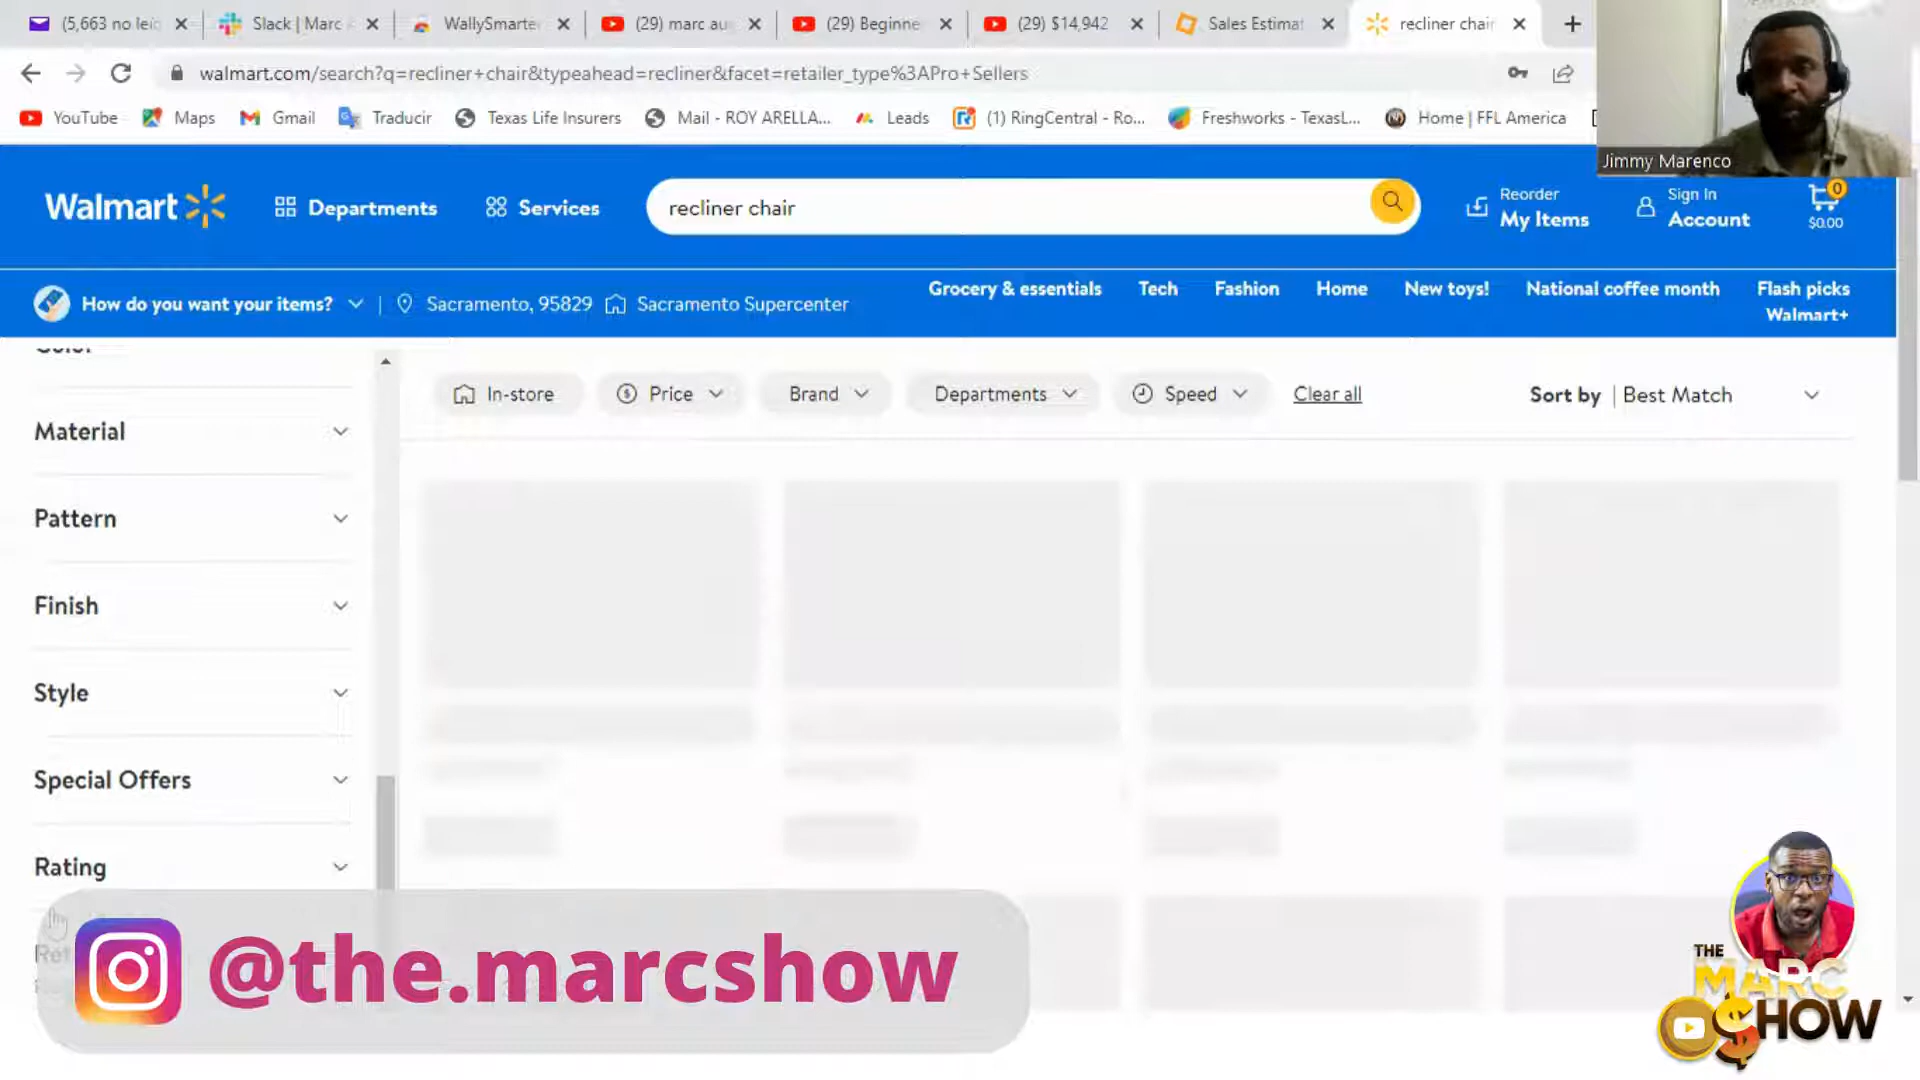 (5,663 no leíc
Slack | Marc A
WallySmarter
(29) marc au
(29) Beginne
(29) $14,942
Sales Estimat
recliner chair
walmart.com/search?q=recliner+chair&typeahead=recliner&facet=retailer_type%3APro+Sellers
YouTube
Maps
Gmail
Traducir
Texas Life Insurers
Mail - ROY ARELLA...
Leads
(1) RingCentral - Ro...
Freshworks - TexasL...
Home | FFL America
Jimmy Marenco
Walmart
Departments
Services
recliner chair
Reorder
My Items
Sign In
Account
0
$0.00
How do you want your items?
Sacramento, 95829
Sacramento Supercenter
Grocery & essentials
Tech
Fashion
Home
New toys!
National coffee month
Flash picks
Walmart+
Color
Material
Pattern
Finish
Style
Special Offers
Rating
In-store
Price
Brand
Departments
Speed
Clear all
Sort by | Best Match
@the.marcshow
THE
MARC
$HOW